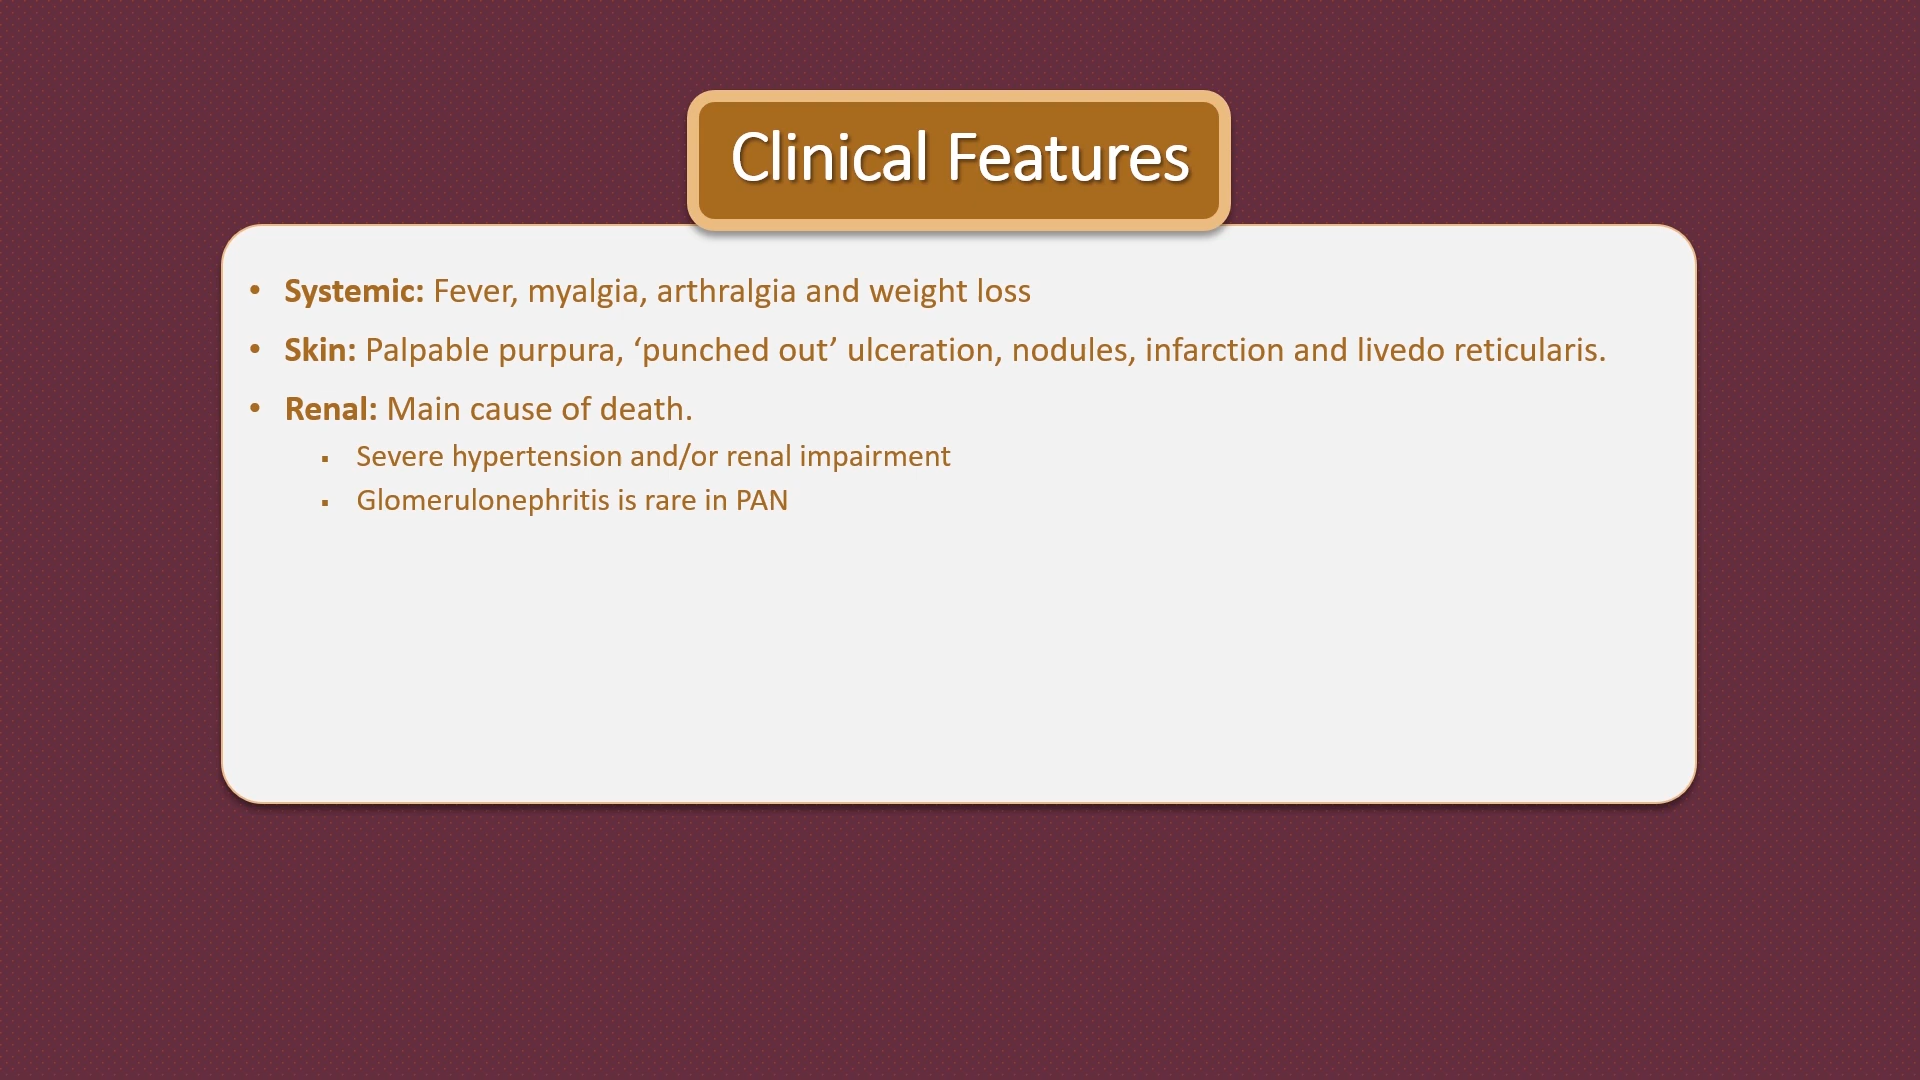 Clinical Features
• Systemic: Fever, myalgia, arthralgia and weight loss
• Skin: Palpable purpura, ‘punched out’ ulceration, nodules, infarction and livedo reticularis.
• Renal: Main cause of death.
▪ Severe hypertension and/or renal impairment
▪ Glomerulonephritis is rare in PAN